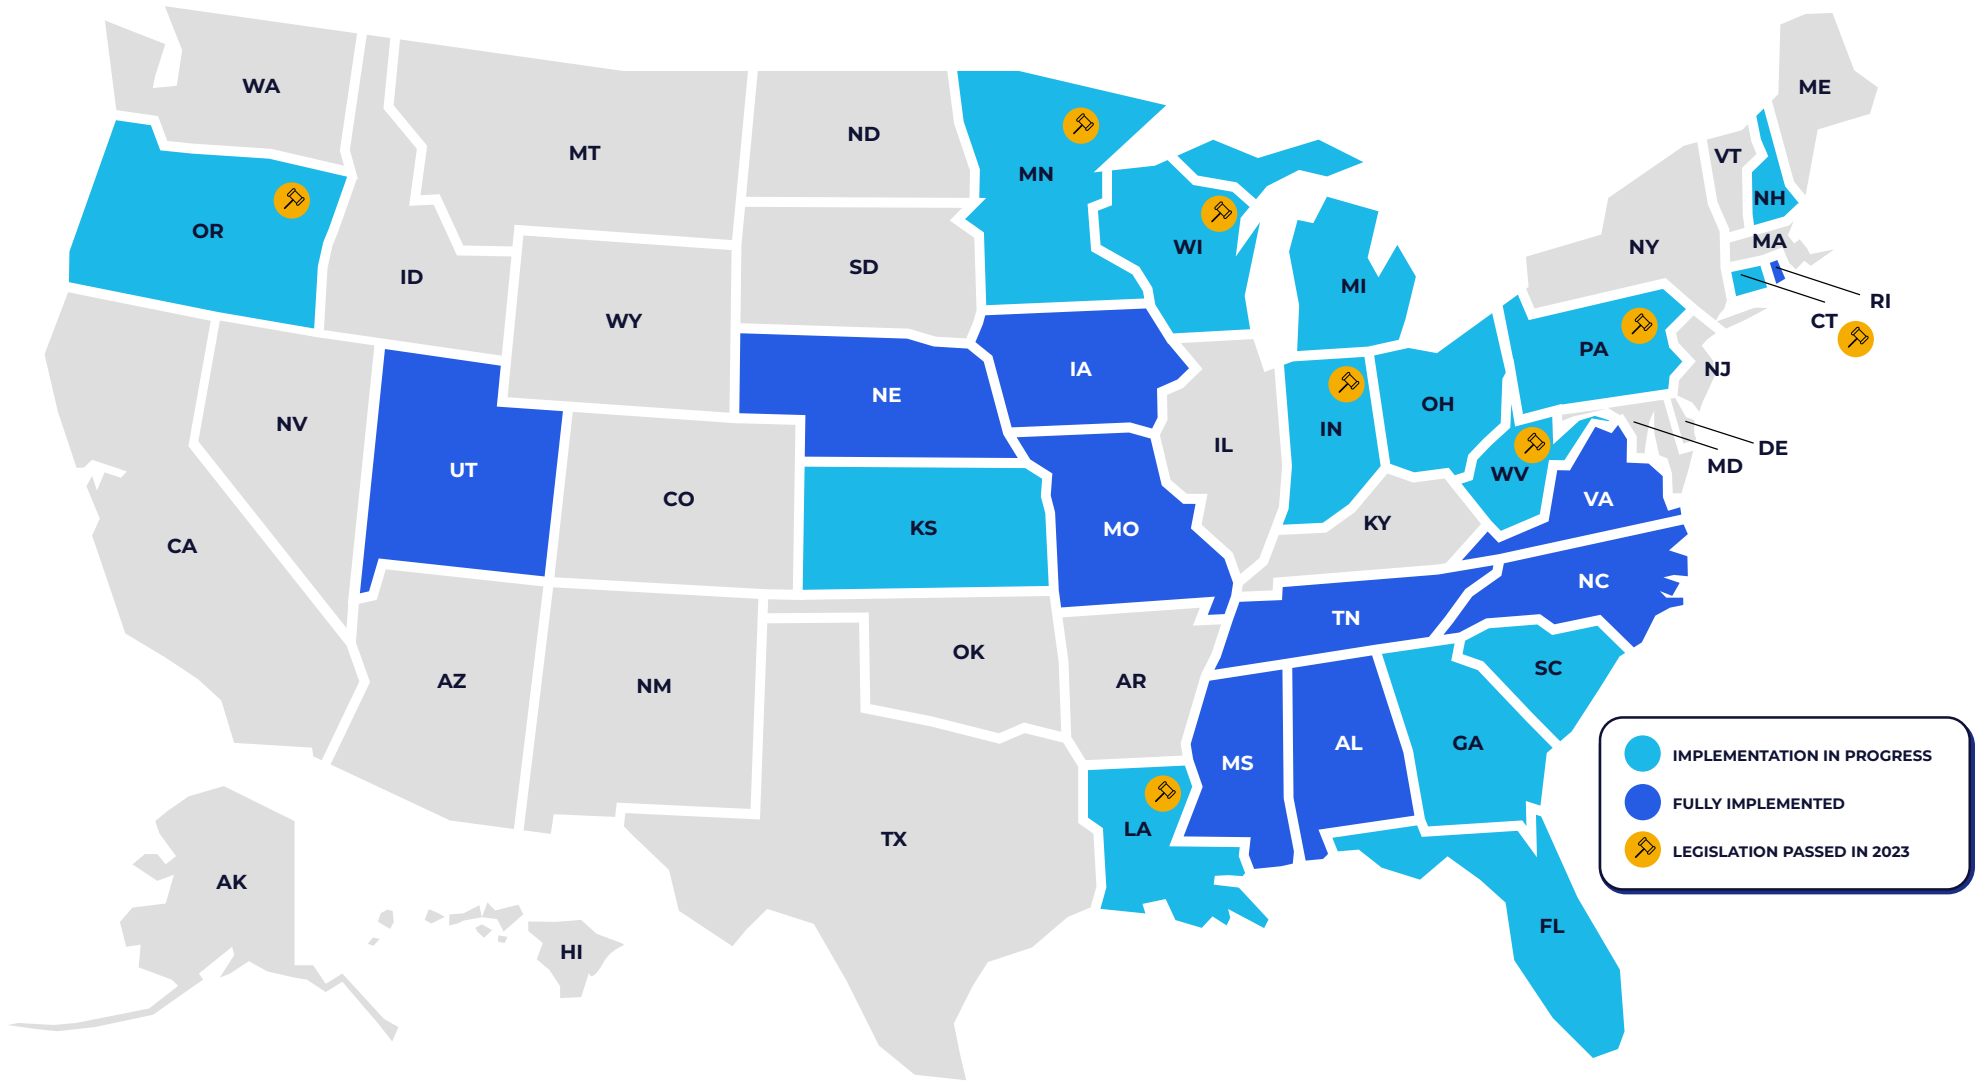 WA
OR
CA
NV
ID
MT
WY
UT
CO
AZ
NM
ND
SD
NE
KS
OK
TX
MN
IA
MO
AR
LA
WI
IL
MI
IN
OH
KY
TN
MS
AL
GA
FL
SC
NC
VA
WV
PA
NY
VT
NH
ME
MA
RI
CT
NJ
DE
MD
AK
HI
IMPLEMENTATION IN PROGRESS
FULLY IMPLEMENTED
LEGISLATION PASSED IN 2023